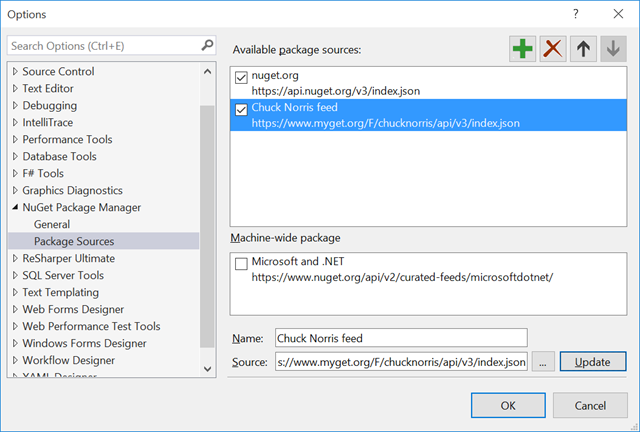 Options
Search Options (Ctrl+E)
Source Control
Text Editor
Debugging
IntelliTrace
Performance Tools
Database Tools
F# Tools
Graphics Diagnostics
NuGet Package Manager
General
Package Sources
ReSharper Ultimate
SQL Server Tools
Text Templating
Web Forms Designer
Web Performance Test Tools
Windows Forms Designer
Workflow Designer
XAML Designer
Available package sources:
nuget.org
https://api.nuget.org/v3/index.json
Chuck Norris feed
https://www.myget.org/F/chucknorris/api/v3/index.json
Machine-wide package
Microsoft and .NET
https://www.nuget.org/api/v2/curated-feeds/microsoftdotnet/
Name: Chuck Norris feed
Source: s://www.myget.org/F/chucknorris/api/v3/index.json ... Update
OK Cancel